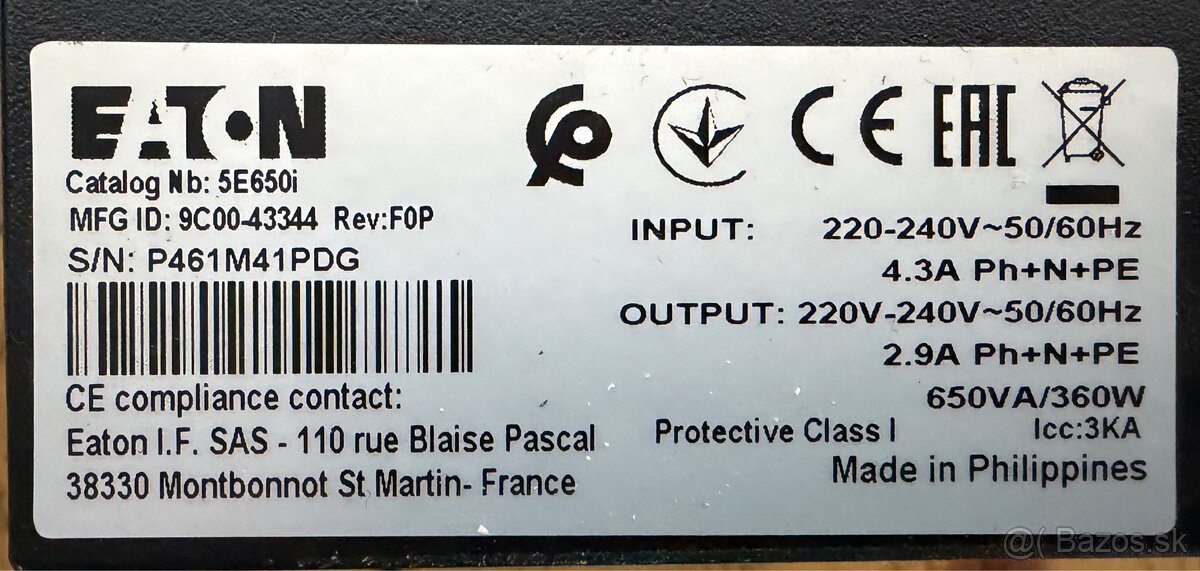 EATON
Catalog Nb: 5E650i
MFG ID: 9C00-43344 Rev:F0P
S/N: P461M41PDG
CE compliance contact:
Eaton I.F. SAS - 110 rue Blaise Pascal
38330 Montbonnot St Martin- France
CE EAC
INPUT: 220-240V~50/60Hz
4.3A Ph+N+PE
OUTPUT: 220V-240V~50/60Hz
2.9A Ph+N+PE
650VA/360W
Protective Class I Icc:3KA
Made in Philippines
@( Bazos.sk